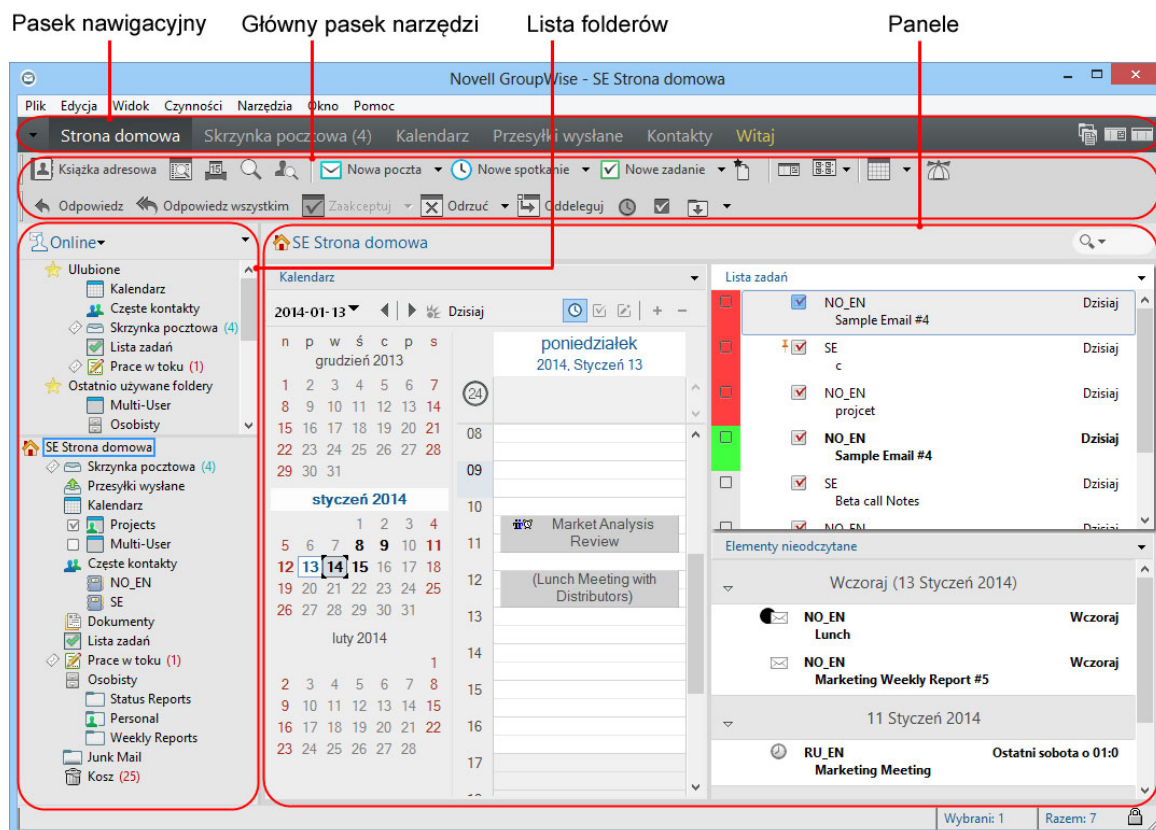 Pasek nawigacyjny Główny pasek narzędzi Lista folderów Panele
Novell GroupWise - SE Strona domowa
Plik Edycja Widok Czynności Narzędzia Okno Pomoc
Strona domowa Skrzynka pocztowa (4) Kalendarz Przesyłki wysłane Kontakty Witaj
Książka adresowa Nowa poczta Nowe spotkanie Nowe zadanie
Odpowiedz Odpowiedz wszystkim Zaakceptuj Odrzuć Oddeleguj
Online
Ulubione
Kalendarz
Częste kontakty
Skrzynka pocztowa (4)
Lista zadań
Prace w toku (1)
Ostatnio używane foldery
Multi-User
Osobisty
SE Strona domowa
Skrzynka pocztowa (4)
Przesyłki wysłane
Kalendarz
Projects
Multi-User
Częste kontakty
NO_EN
SE
Dokumenty
Lista zadań
Prace w toku (1)
Osobisty
Status Reports
Personal
Weekly Reports
Junk Mail
Kosz (25)
SE Strona domowa
Kalendarz
2014-01-13 Dzisiaj
n p w ś c p s
grudzień 2013
1 2 3 4 5 6 7
8 9 10 11 12 13 14
15 16 17 18 19 20 21
22 23 24 25 26 27 28
29 30 31
styczeń 2014
1 2 3 4
5 6 7 8 9 10 11
12 13 14 15 16 17 18
19 20 21 22 23 24 25
26 27 28 29 30 31
luty 2014
1
2 3 4 5 6 7 8
9 10 11 12 13 14 15
16 17 18 19 20 21 22
23 24 25 26 27 28
poniedziałek
2014, Styczeń 13
24
08
09
10
11
Market Analysis
Review
12
(Lunch Meeting with
Distributors)
13
14
15
16
17
Lista zadań
NO_EN Dzisiaj
Sample Email #4
SE Dzisiaj
c
NO_EN Dzisiaj
projcet
NO_EN Dzisiaj
Sample Email #4
SE Dzisiaj
Beta call Notes
NO_EN Dzisiaj
Elementy nieodczytane
Wczoraj (13 Styczeń 2014)
NO_EN Wczoraj
Lunch
NO_EN Wczoraj
Marketing Weekly Report #5
11 Styczeń 2014
RU_EN Ostatni sobota o 01:0
Marketing Meeting
Wybrani: 1 Razem: 7